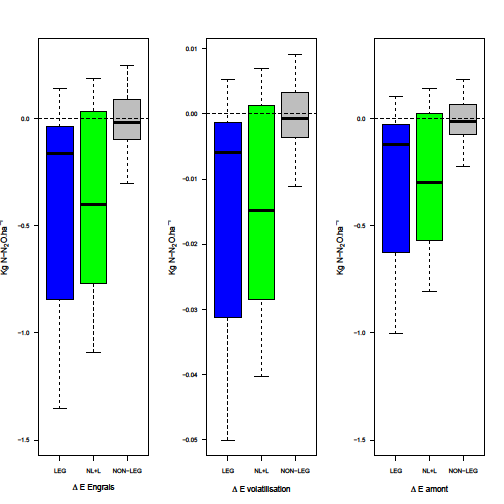 0.0
−0.5
−1.0
−1.5
Kg N−N₂O.ha⁻¹
LEG NL+L NON−LEG
Δ E Engrais
0.01
0.00
−0.01
−0.02
−0.03
−0.04
−0.05
Kg N−N₂O.ha⁻¹
LEG NL+L NON−LEG
Δ E volatilisation
0.0
−0.5
−1.0
−1.5
Kg N−N₂O.ha⁻¹
LEG NL+L NON−LEG
Δ E amont